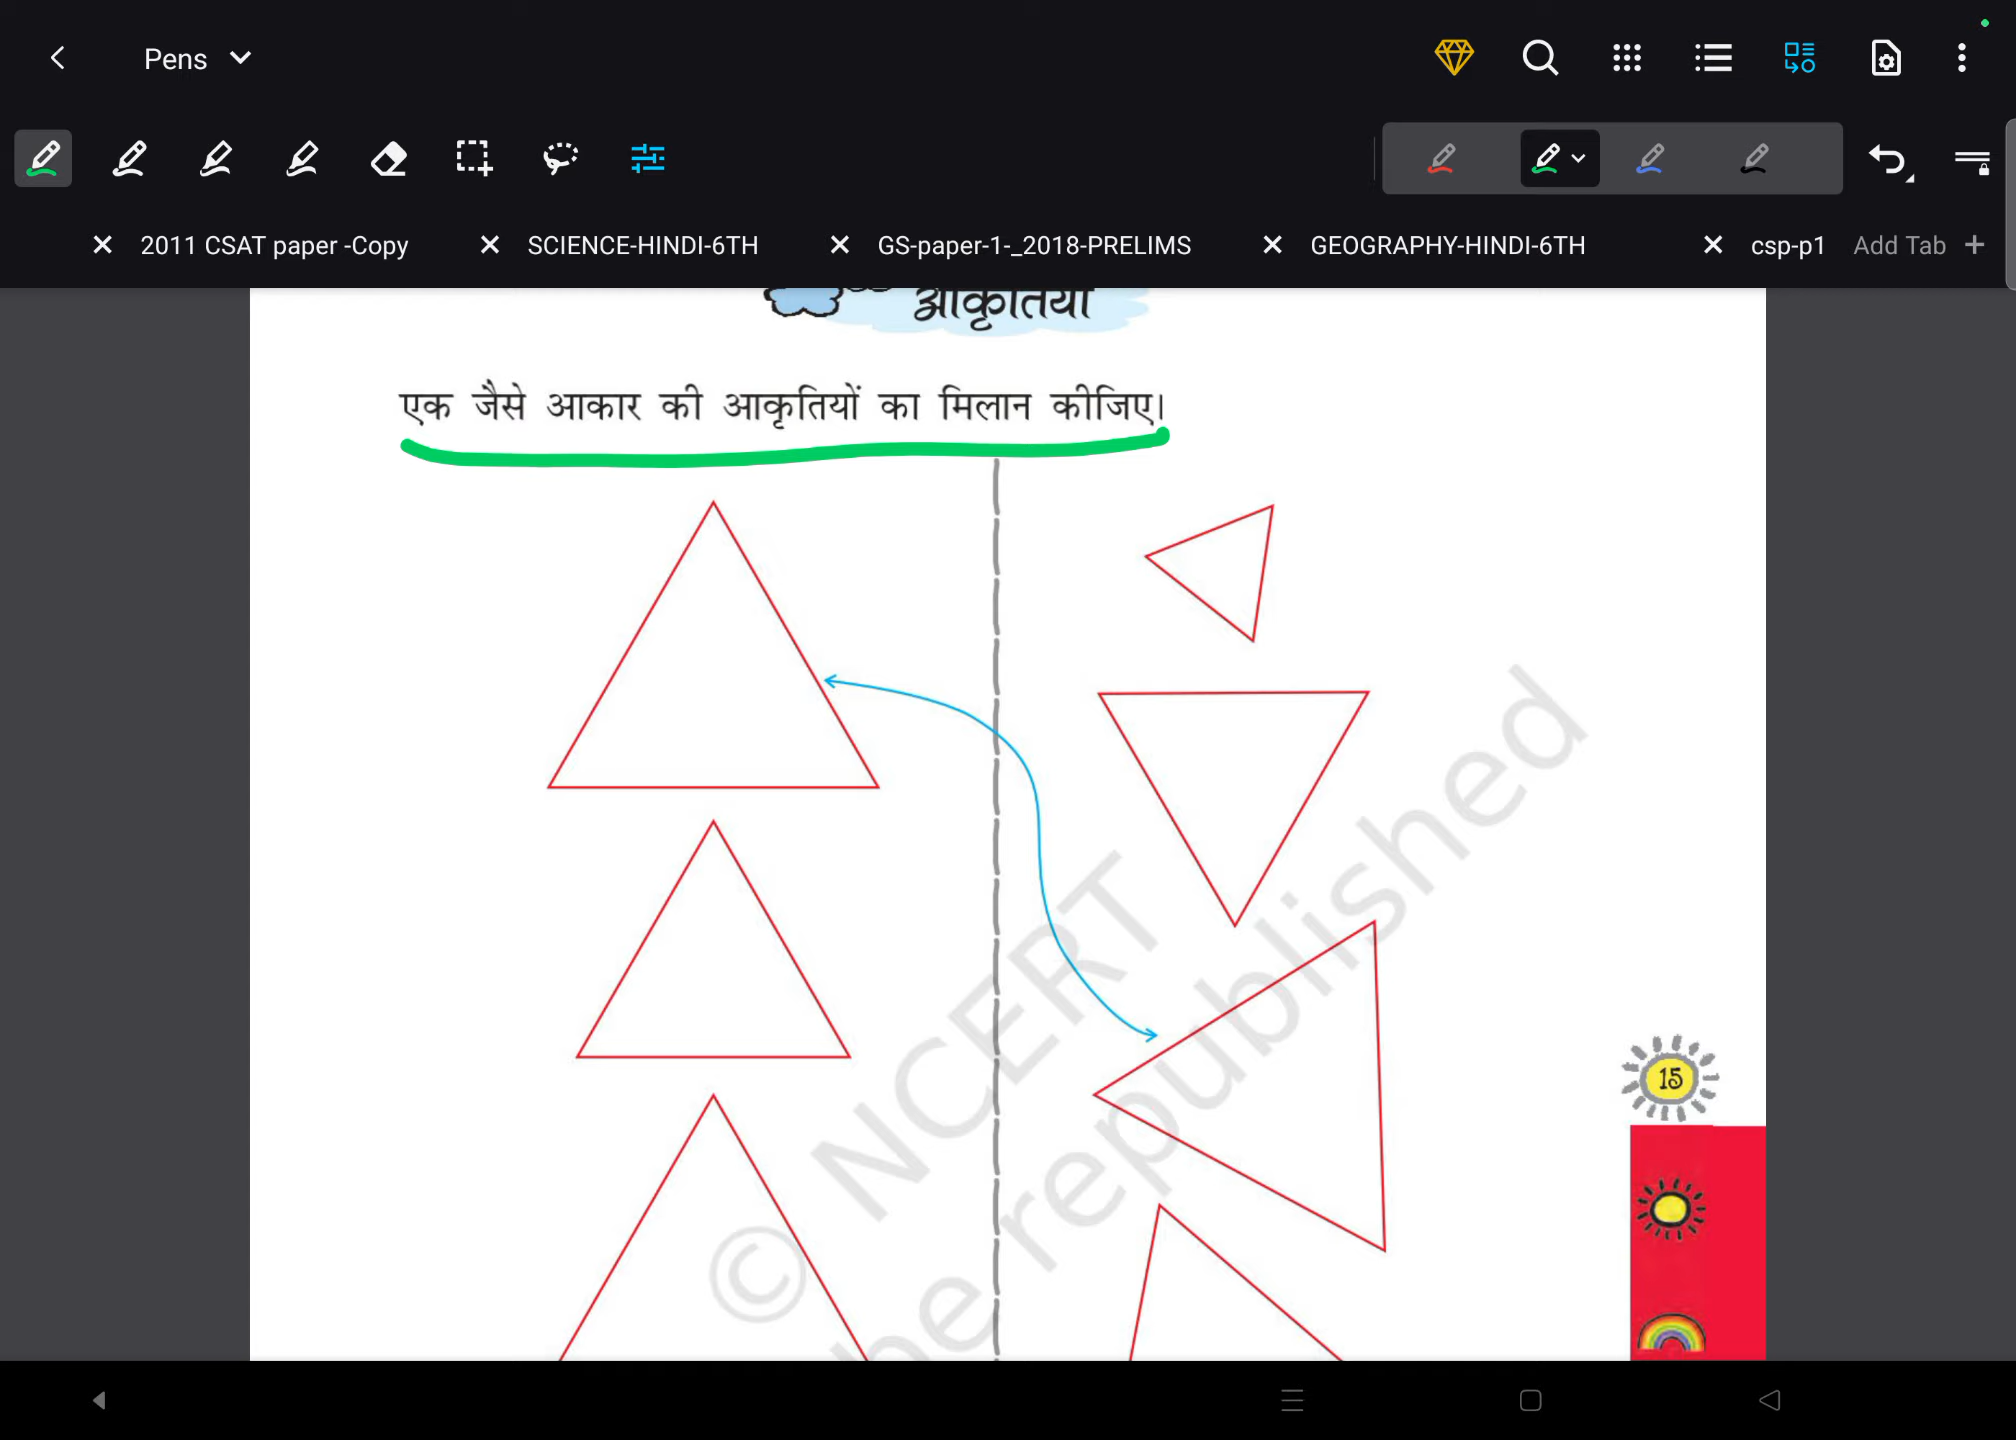 Pens
2011 CSAT paper -Copy
SCIENCE-HINDI-6TH
GS-paper-1-_2018-PRELIMS
GEOGRAPHY-HINDI-6TH
csp-p1
Add Tab +
आकृतियाँ
एक जैसे आकार की आकृतियों का मिलान कीजिए।
15
© NCERT
be republished